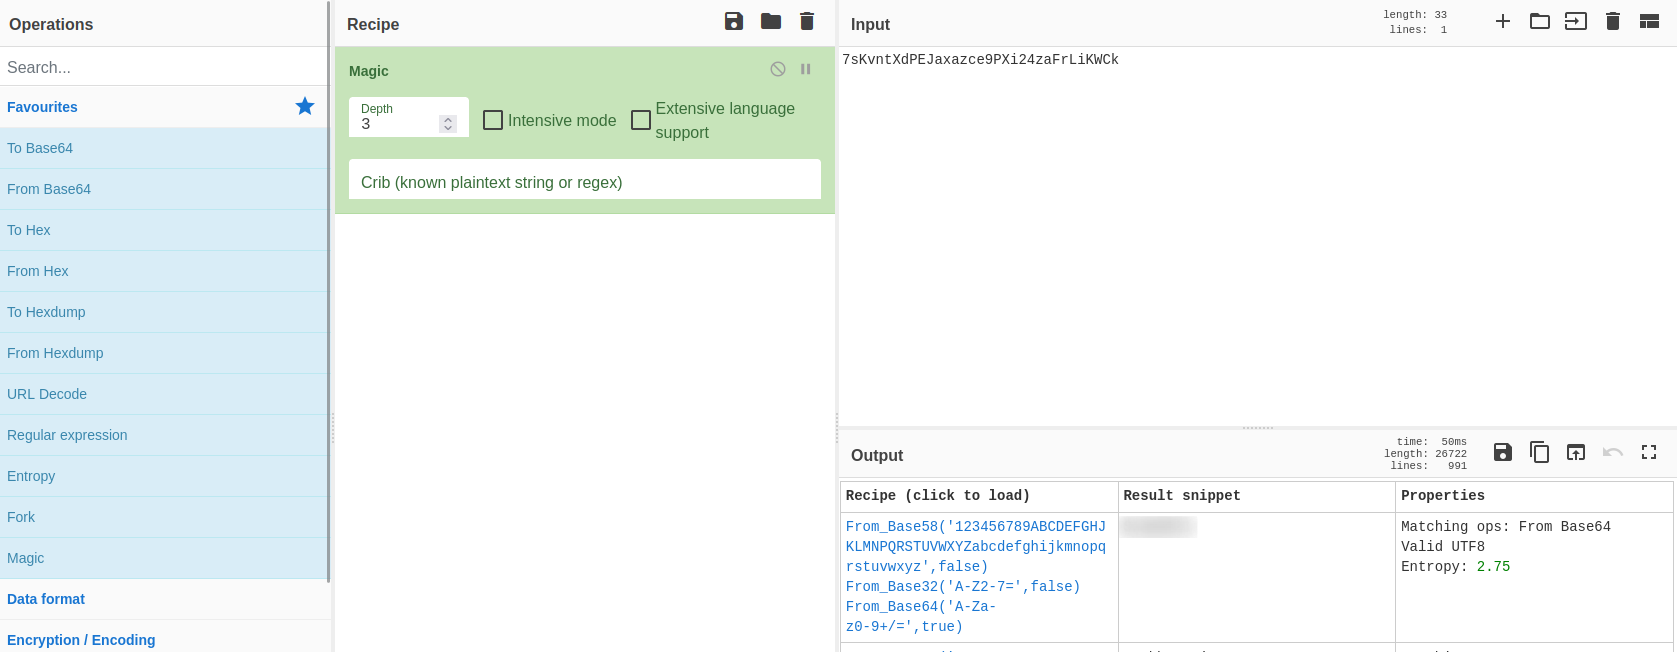 Operations
Search...
Favourites
To Base64
From Base64
To Hex
From Hex
To Hexdump
From Hexdump
URL Decode
Regular expression
Entropy
Fork
Magic
Data format
Encryption / Encoding
Recipe
Magic
Depth
3
Intensive mode
Extensive language
support
Crib (known plaintext string or regex)
Input
length: 33
lines: 1
7sKvntXdPEJaxazce9PXi24zaFrLiKWCk
Output
time: 50ms
length: 26722
lines: 991
Recipe (click to load)
Result snippet
Properties
From_Base58('123456789ABCDEFGHJ
KLMNPQRSTUVWXYZabcdefghijkmnopq
rstuvwxyz',false)
From_Base32('A-Z2-7=',false)
From_Base64('A-Za-
z0-9+/=',true)
Matching ops: From Base64
Valid UTF8
Entropy: 2.75